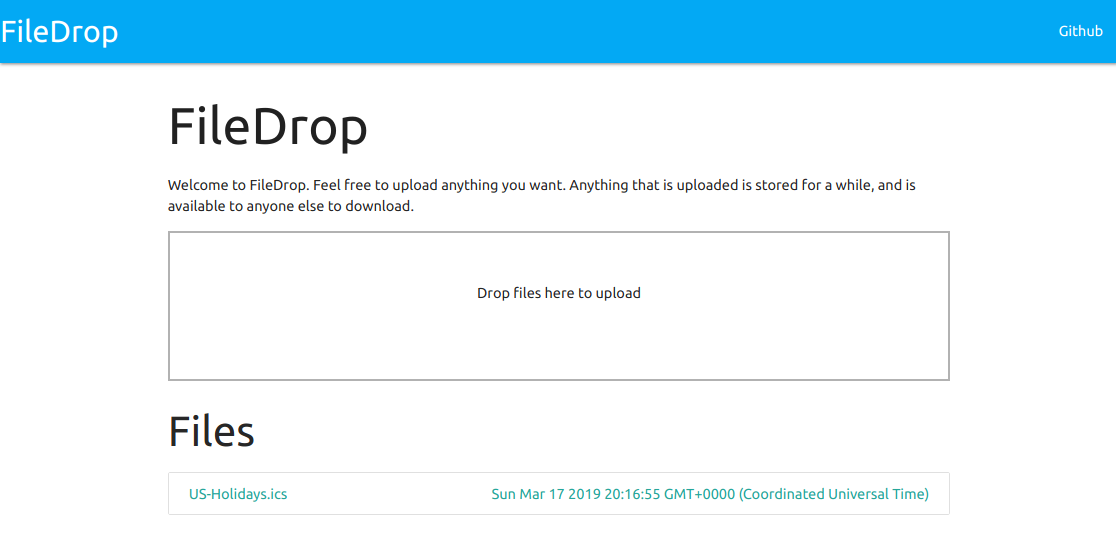 FileDrop
Github
FileDrop
Welcome to FileDrop. Feel free to upload anything you want. Anything that is uploaded is stored for a while, and is
available to anyone else to download.
Drop files here to upload
Files
US-Holidays.ics
Sun Mar 17 2019 20:16:55 GMT+0000 (Coordinated Universal Time)